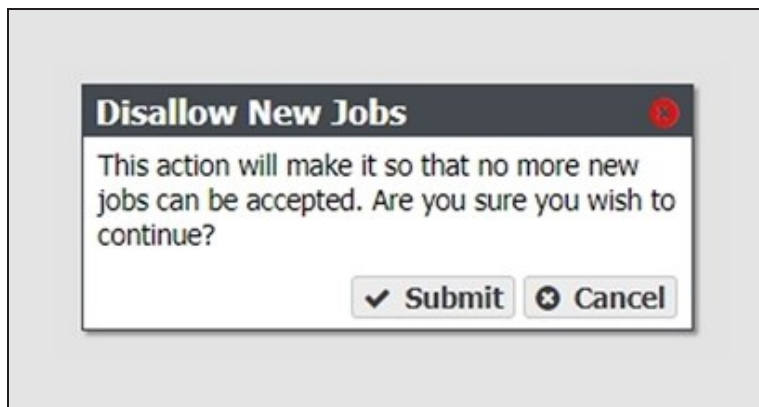 Disallow New Jobs
This action will make it so that no more new
jobs can be accepted. Are you sure you wish to
continue?
Submit Cancel